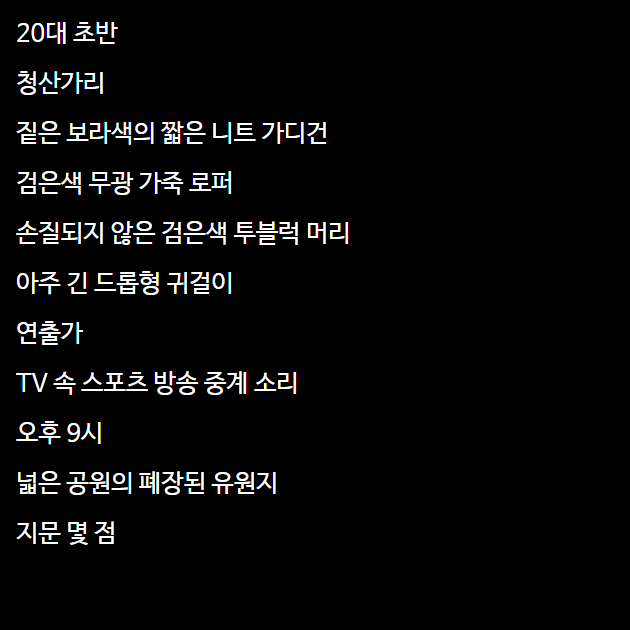 20대 초반
청산가리
짙은 보라색의 짧은 니트 가디건
검은색 무광 가죽 로퍼
손질되지 않은 검은색 투블럭 머리
아주 긴 드롭형 귀걸이
연출가
TV 속 스포츠 방송 중계 소리
오후 9시
넓은 공원의 폐장된 유원지
지문 몇 점